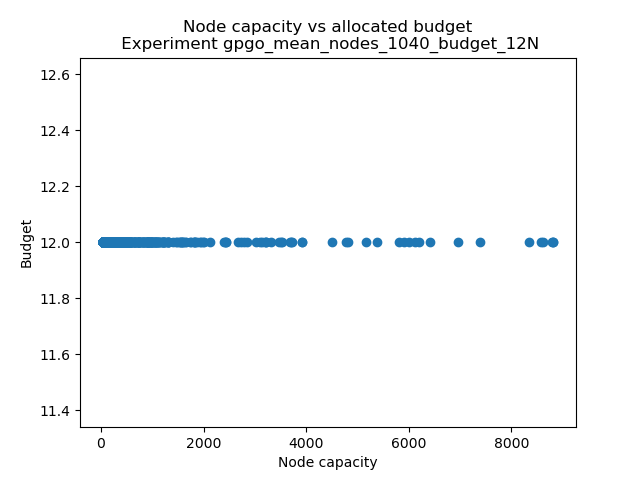 Node capacity vs allocated budget
Experiment gpgo_mean_nodes_1040_budget_12N
12.6
12.4
12.2
12.0
11.8
11.6
11.4
Budget
0 2000 4000 6000 8000
Node capacity